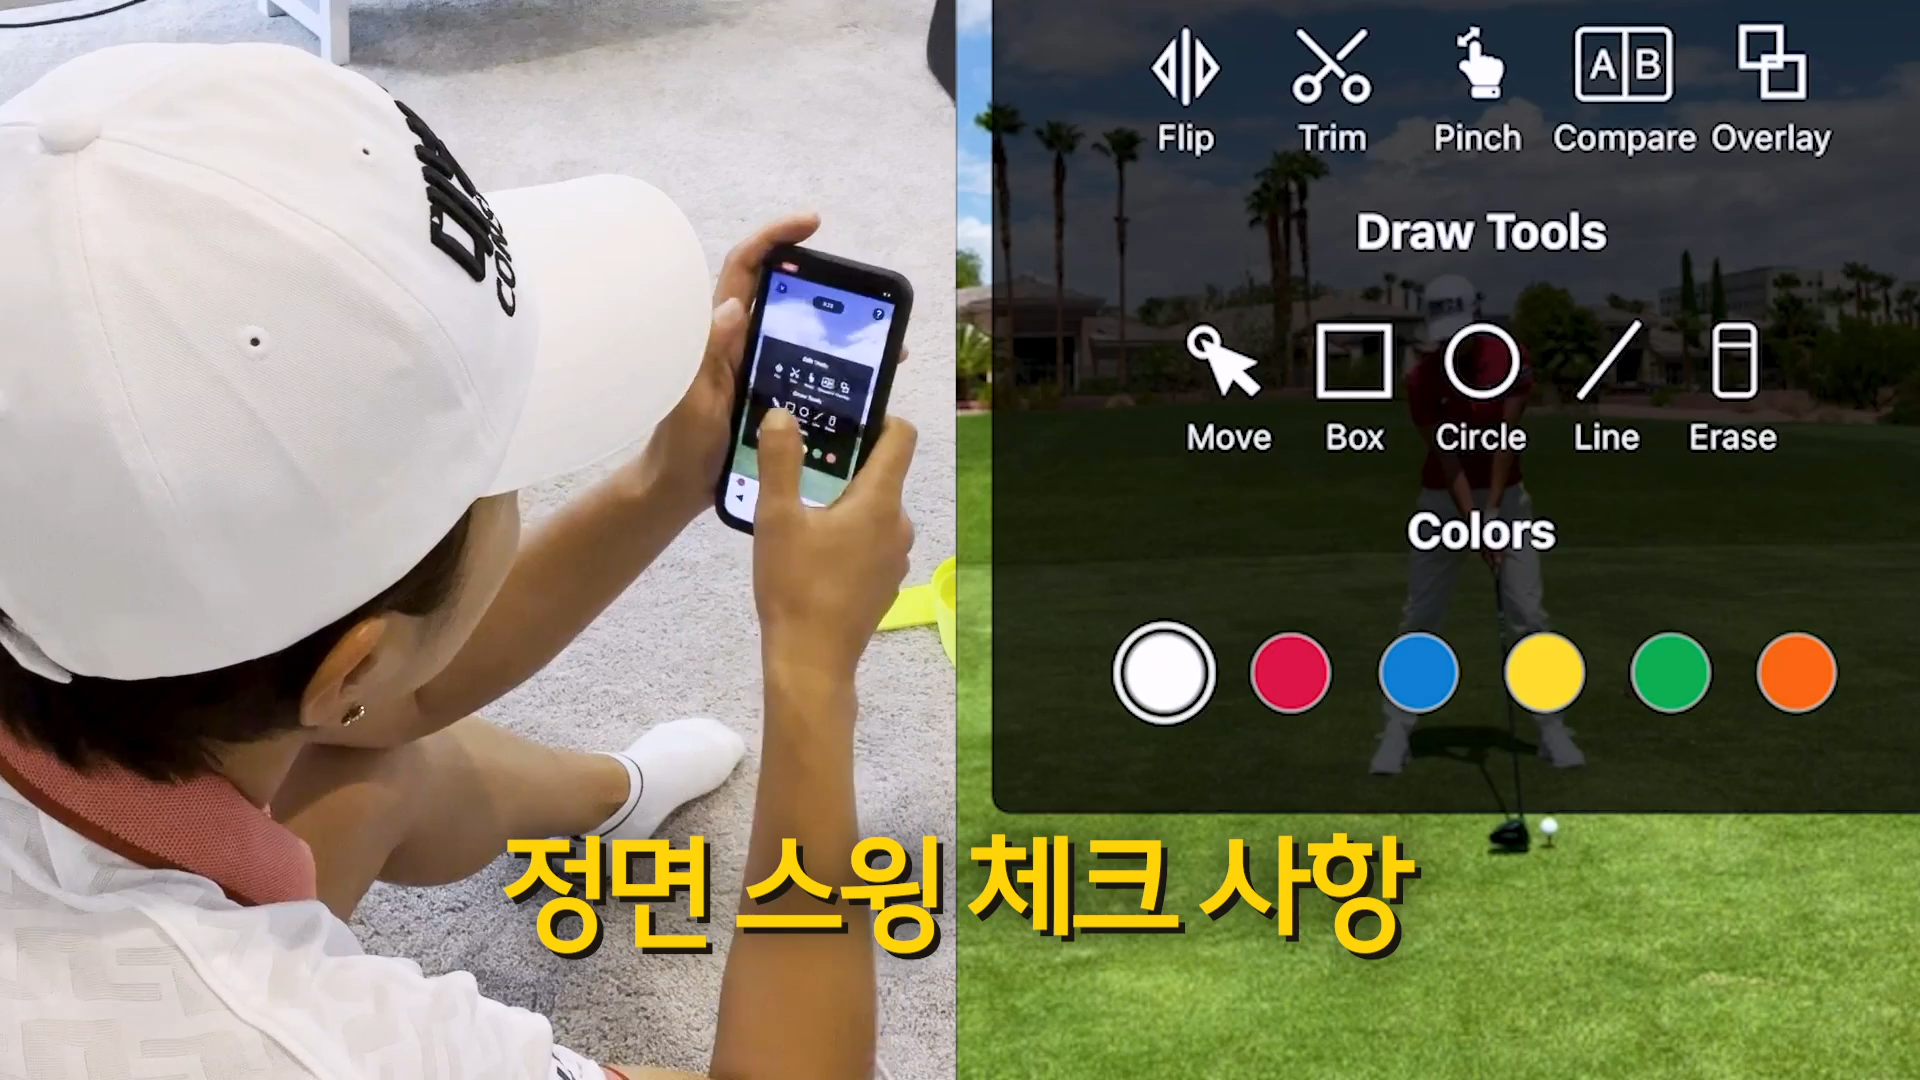 Flip Trim Pinch A B Compare Overlay
Draw Tools
Move Box Circle Line Erase
Colors
정면 스윙 체크 사항